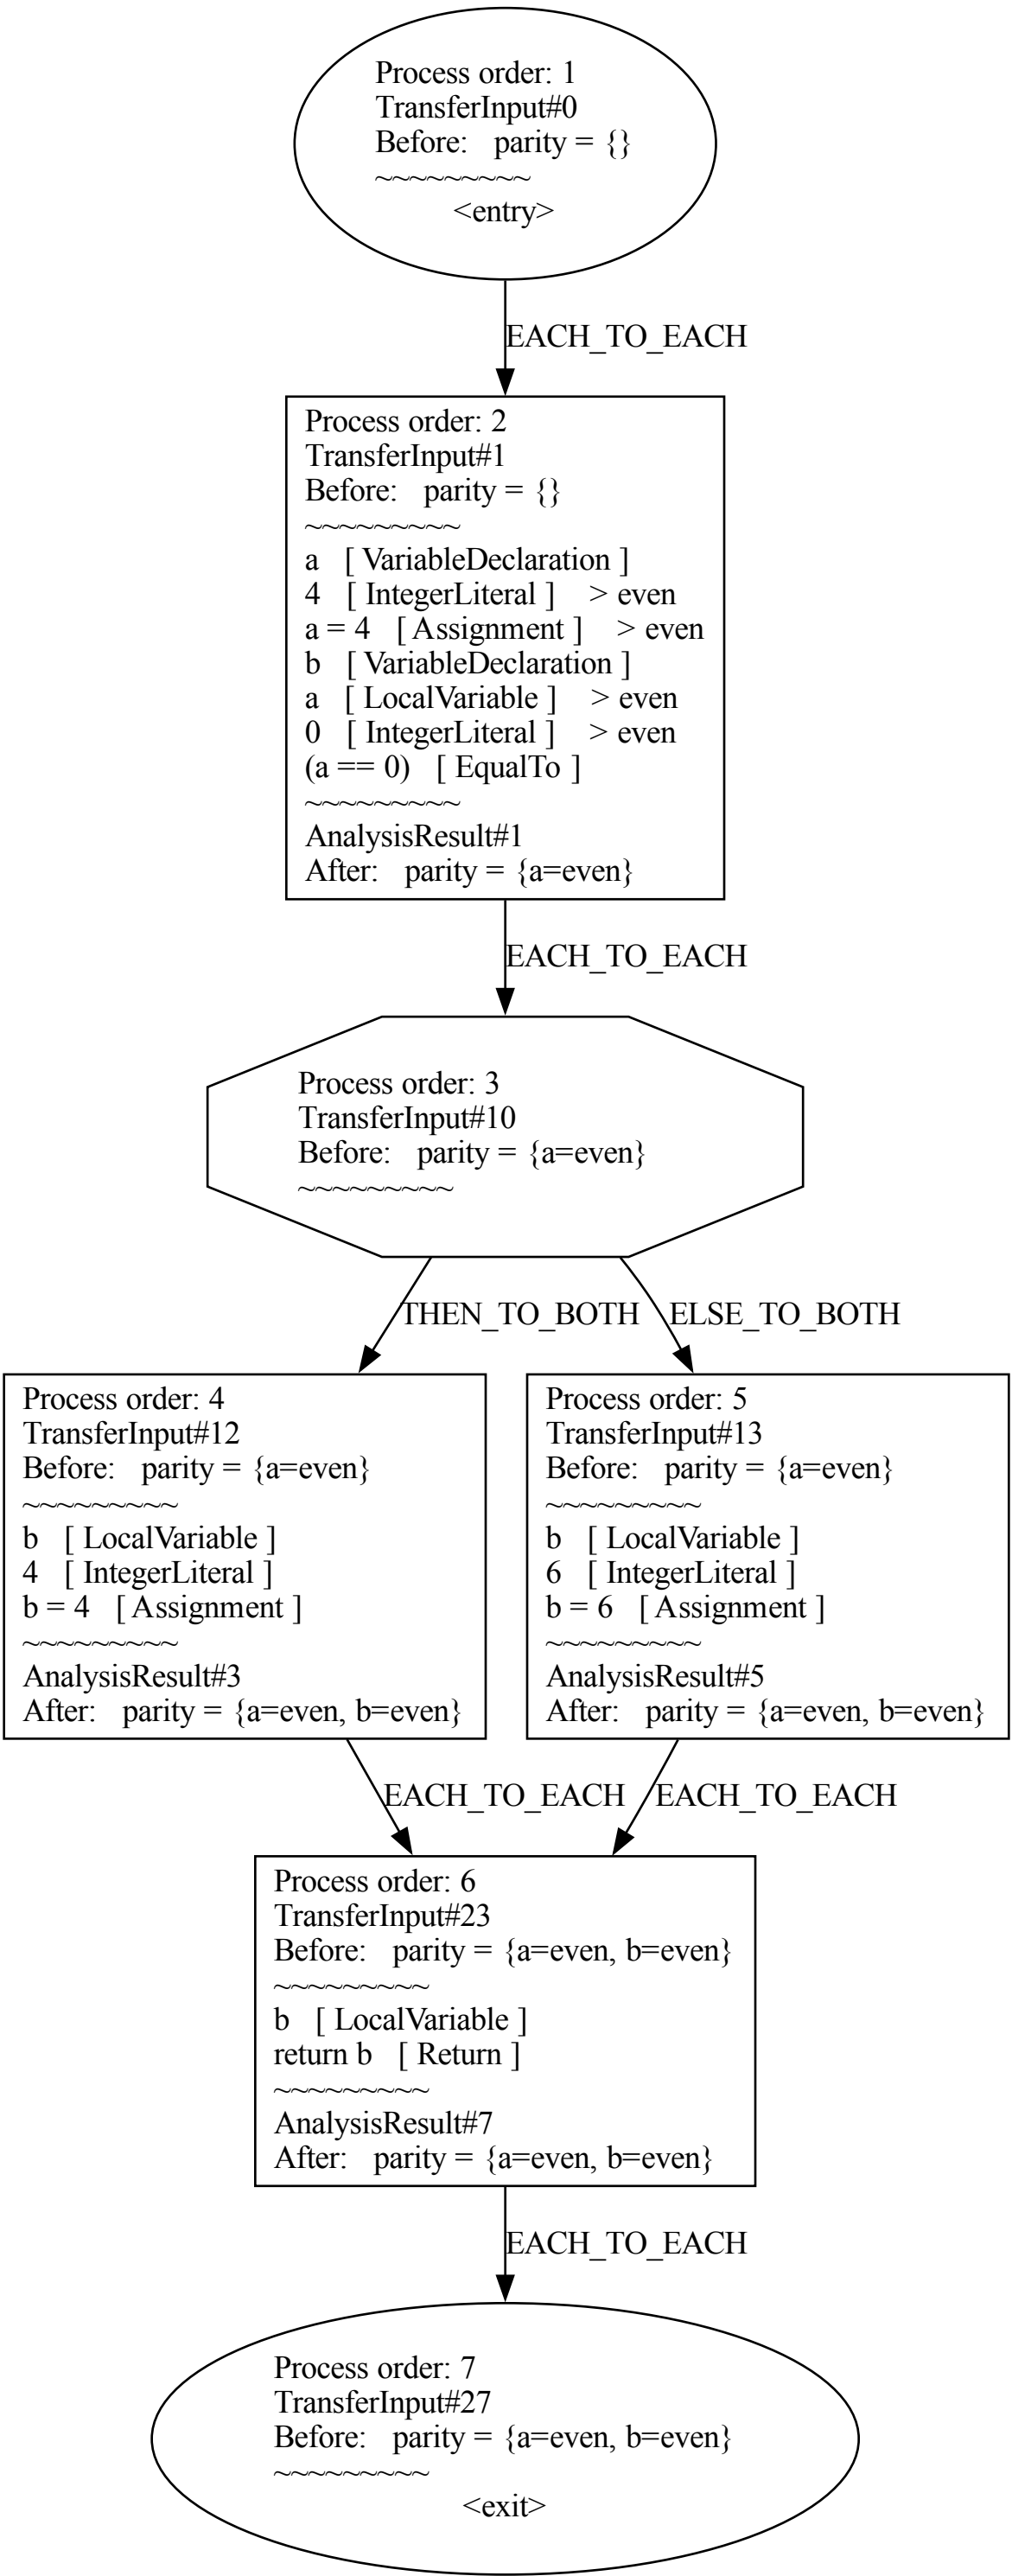 Process order: 1
TransferInput#0
Before:   parity = {}
~~~~~~~~~
<entry>
EACH_TO_EACH
Process order: 2
TransferInput#1
Before:   parity = {}
~~~~~~~~~
a   [ VariableDeclaration ]
4   [ IntegerLiteral ]    > even
a = 4   [ Assignment ]    > even
b   [ VariableDeclaration ]
a   [ LocalVariable ]    > even
0   [ IntegerLiteral ]    > even
(a == 0)   [ EqualTo ]
~~~~~~~~~
AnalysisResult#1
After:   parity = {a=even}
EACH_TO_EACH
Process order: 3
TransferInput#10
Before:   parity = {a=even}
~~~~~~~~~
THEN_TO_BOTH
ELSE_TO_BOTH
Process order: 4
TransferInput#12
Before:   parity = {a=even}
~~~~~~~~~
b   [ LocalVariable ]
4   [ IntegerLiteral ]
b = 4   [ Assignment ]
~~~~~~~~~
AnalysisResult#3
After:   parity = {a=even, b=even}
Process order: 5
TransferInput#13
Before:   parity = {a=even}
~~~~~~~~~
b   [ LocalVariable ]
6   [ IntegerLiteral ]
b = 6   [ Assignment ]
~~~~~~~~~
AnalysisResult#5
After:   parity = {a=even, b=even}
EACH_TO_EACH
EACH_TO_EACH
Process order: 6
TransferInput#23
Before:   parity = {a=even, b=even}
~~~~~~~~~
b   [ LocalVariable ]
return b   [ Return ]
~~~~~~~~~
AnalysisResult#7
After:   parity = {a=even, b=even}
EACH_TO_EACH
Process order: 7
TransferInput#27
Before:   parity = {a=even, b=even}
~~~~~~~~~
<exit>